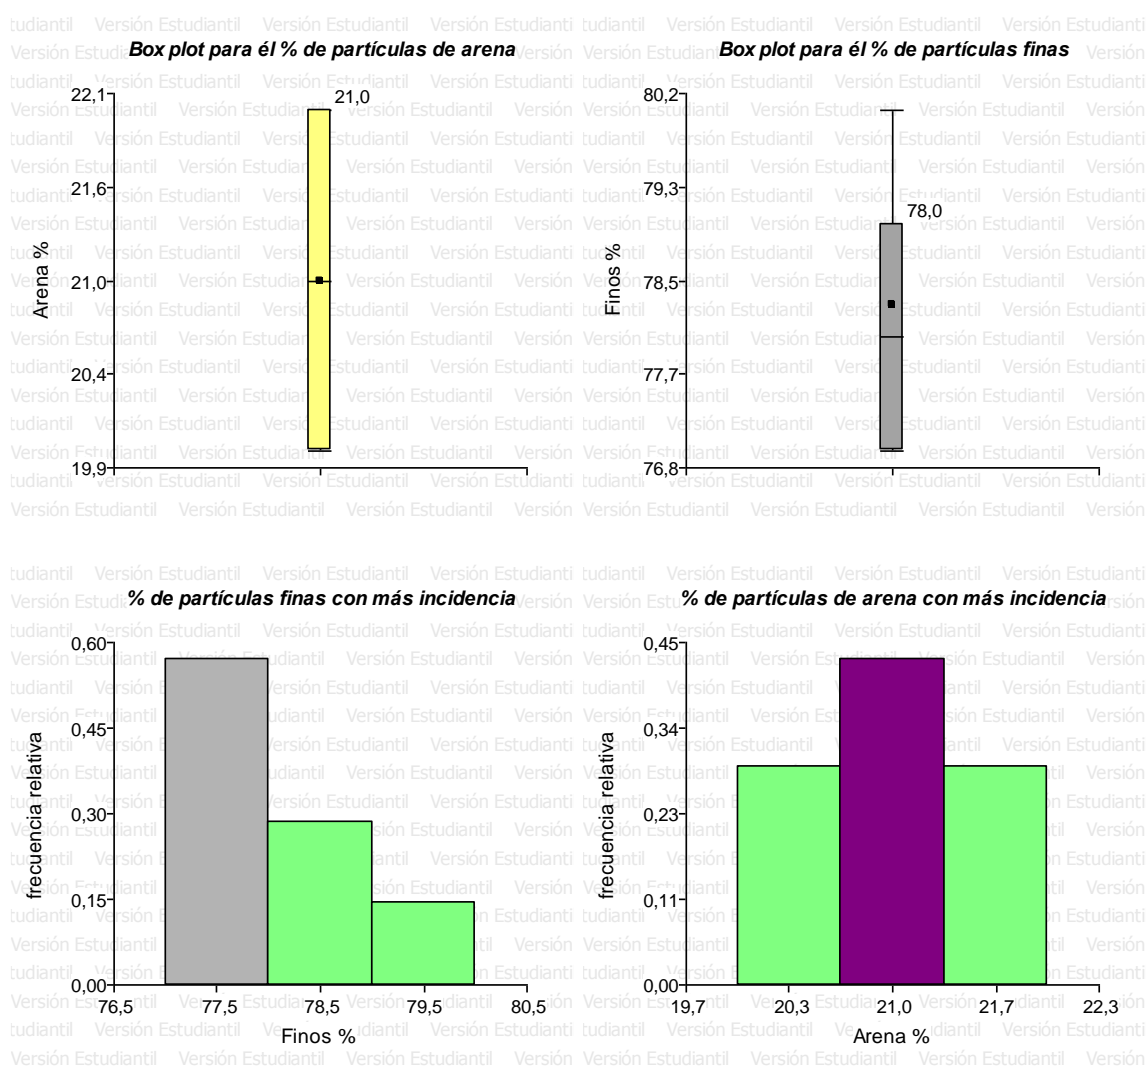 Box plot para él % de partículas de arena
22,1
21,6
21,0
20,4
19,9
Arena %
21,0
Box plot para él % de partículas finas
80,2
79,3
78,5
77,7
76,8
Finos %
78,0
% de partículas finas con más incidencia
0,60
0,45
0,30
0,15
0,00
frecuencia relativa
76,5 77,5 78,5 79,5 80,5
Finos %
% de partículas de arena con más incidencia
0,45
0,34
0,23
0,11
0,00
frecuencia relativa
19,7 20,3 21,0 21,7 22,3
Arena %
Versión Estudiantil